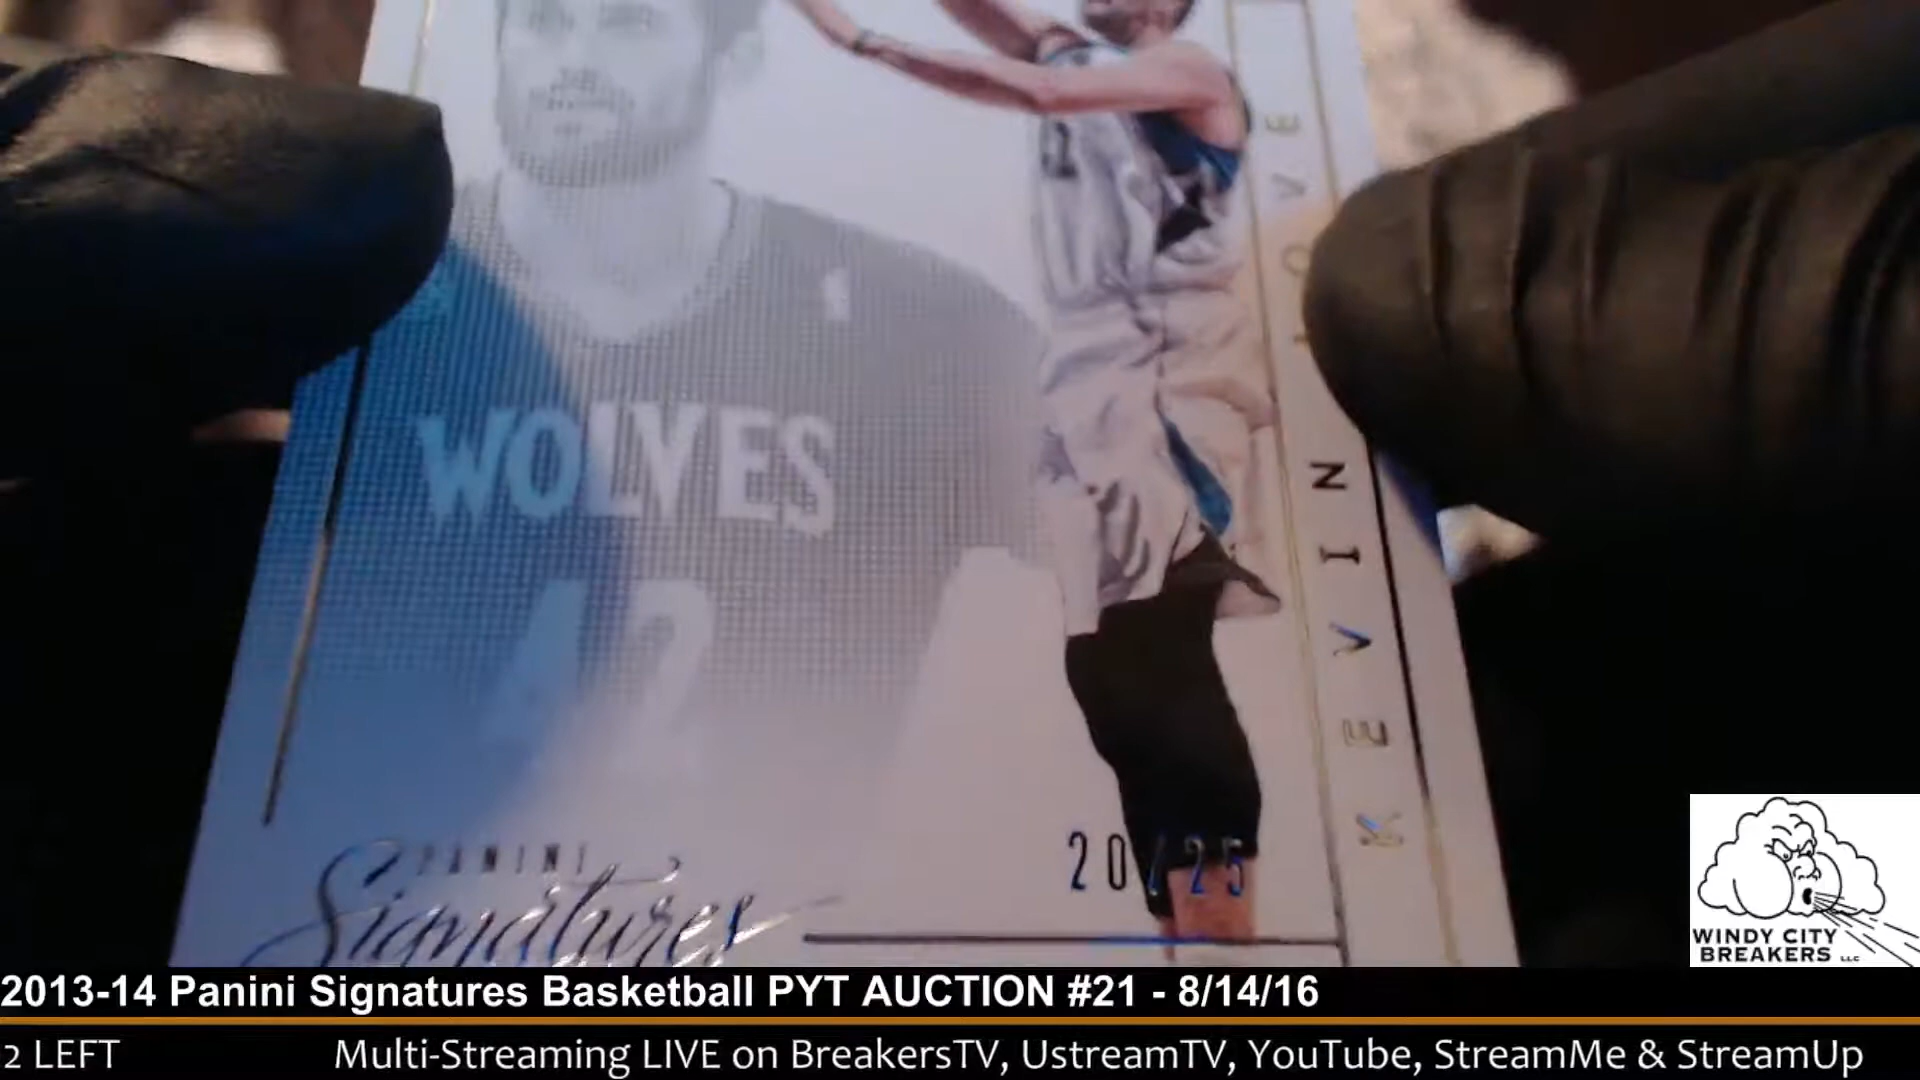 WOLVES
42
KEVIN LOVE
20/25
PANINI
Signatures
WINDY CITY
BREAKERS LLC
2013-14 Panini Signatures Basketball PYT AUCTION #21 - 8/14/16
2 LEFT Multi-Streaming LIVE on BreakersTV, UstreamTV, YouTube, StreamMe & StreamUp